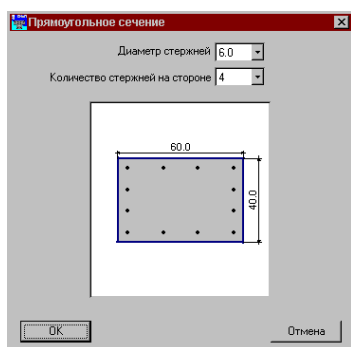 Прямоугольное сечение
Диаметр стержней 6.0
Количество стержней на стороне 4
60.0
40.0
OK
Отмена